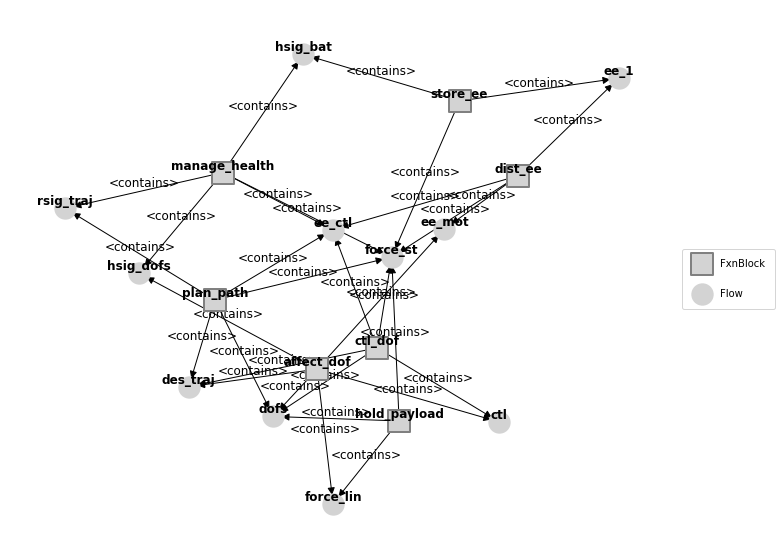 hsig_bat
ee_1
<contains>
<contains>
store_ee
<contains>
<contains>
manage_health
dist_ee
<contains>
<contains>
<contains>
<contains>
<contains>
rsig_traj
<contains>
<contains>
<contains>
ee_ctl
ee_mot
<contains>
force_st
<contains>
hsig_dofs
<contains>
FxnBlock
<contains>
plan_path
<contains>
<contains>
Flow
<contains>
<contains>
<contains>
ctl_dof
<contains>
<contains>
affect_dof
<contains>
<contains>
des_traj
<contains>
<contains>
<contains>
dofs
<contains>
hold_payload
ctl
<contains>
<contains>
force_lin